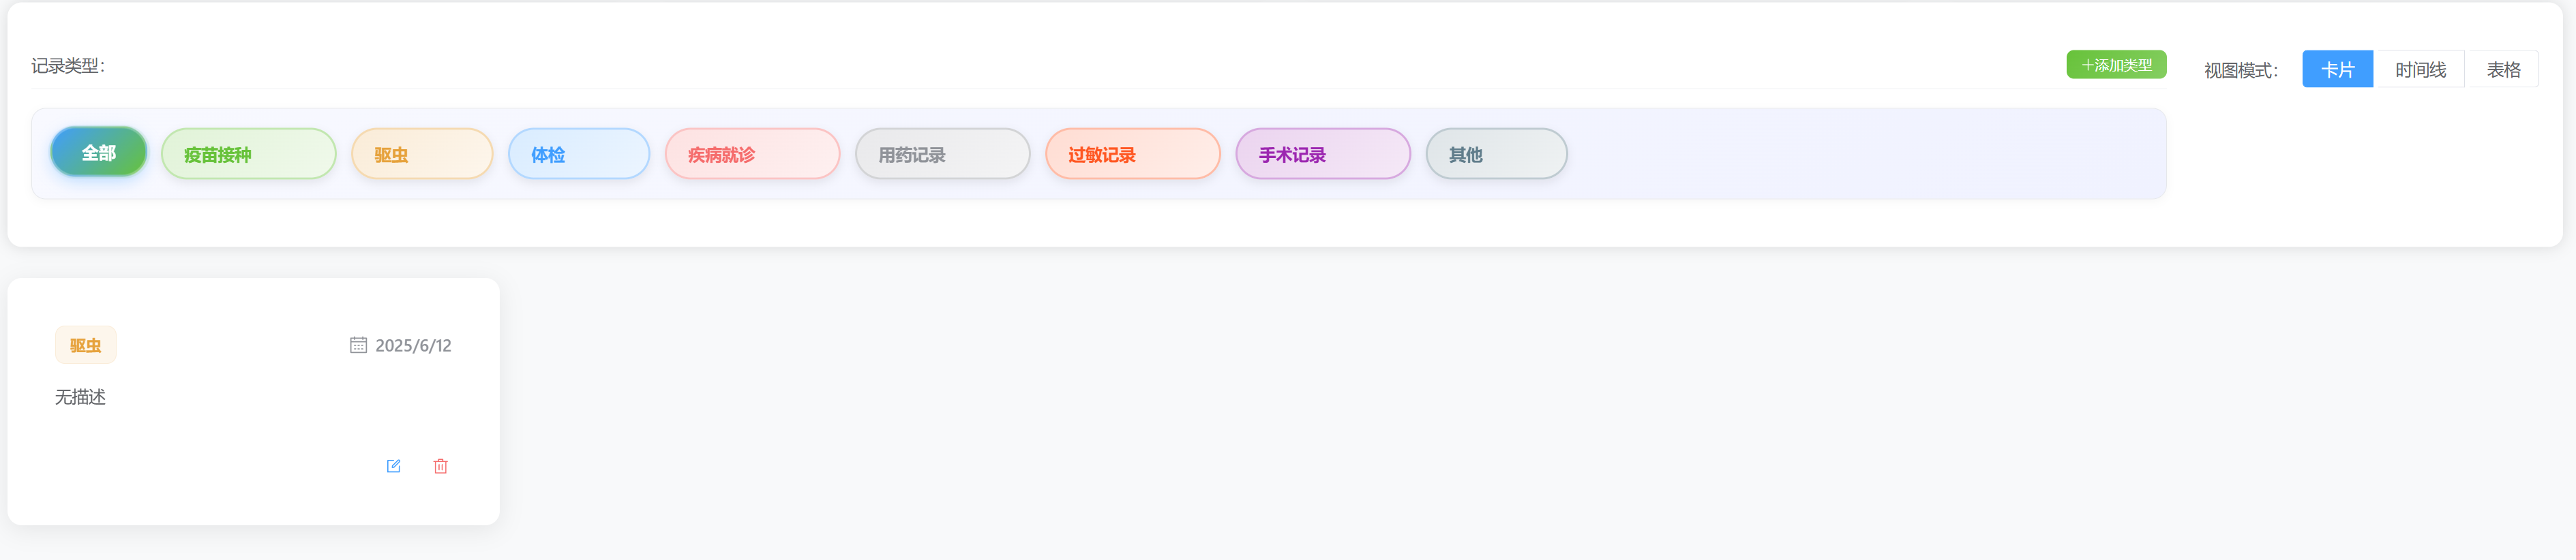 记录类型:
+添加类型
视图模式:
卡片 时间线 表格
全部 疫苗接种 驱虫 体检 疾病就诊 用药记录 过敏记录 手术记录 其他
驱虫 2025/6/12
无描述